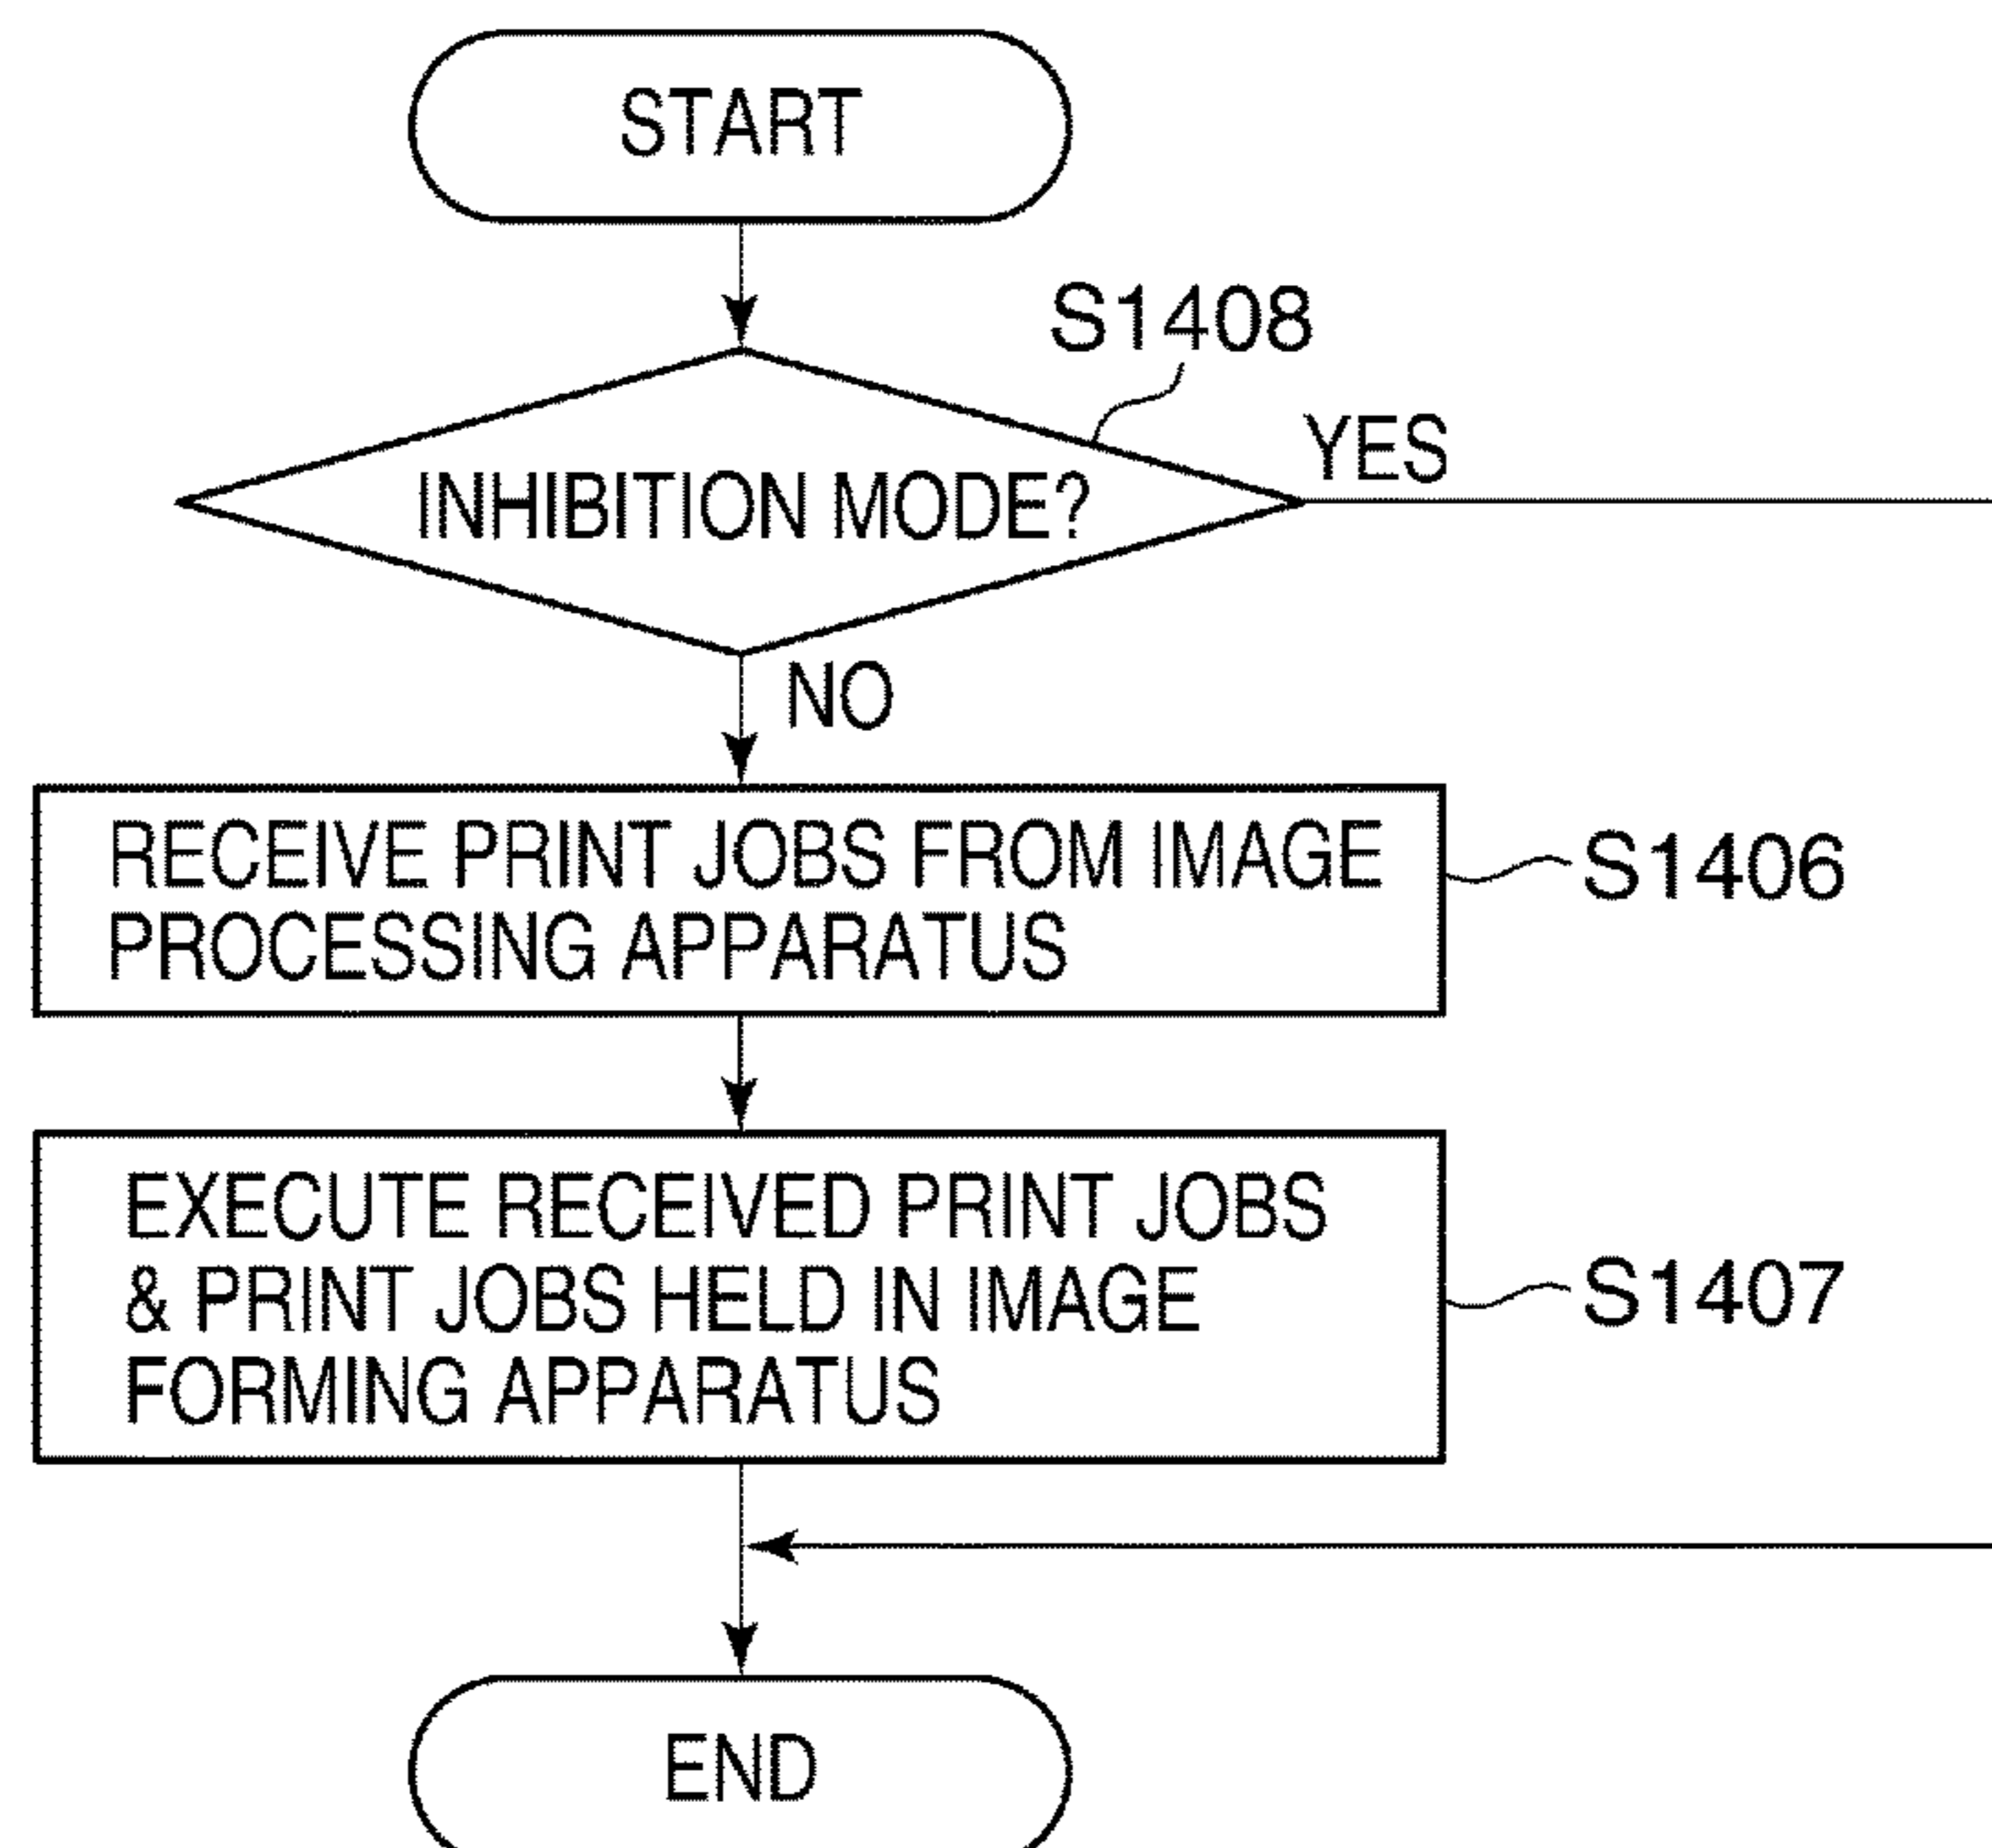 START
S1408
YES
INHIBITION MODE?
NO
RECEIVE PRINT JOBS FROM IMAGE
PROCESSING APPARATUS
S1406
EXECUTE RECEIVED PRINT JOBS
& PRINT JOBS HELD IN IMAGE
FORMING APPARATUS
S1407
END